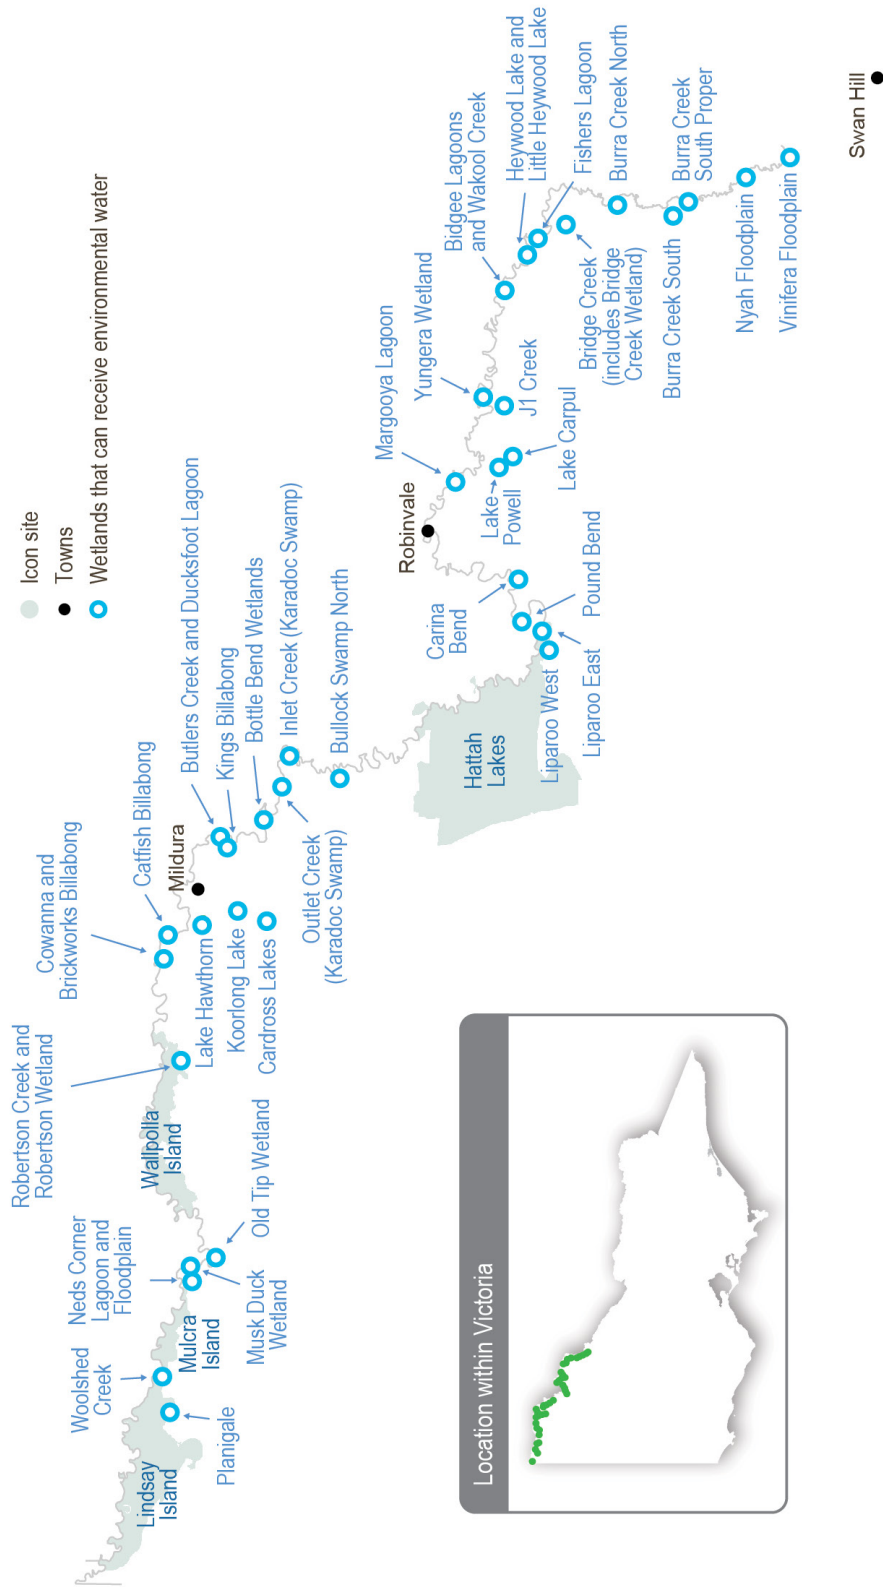 Icon site
Towns
Wetlands that can receive environmental water
Lindsay
Island
Planigale
Woolshed
Creek
Mulcra
Island
Neds Corner
Lagoon and
Floodplain
Musk Duck
Wetland
Old Tip Wetland
Wallpolla
Island
Robertson Creek and
Robertson Wetland
Cowanna and
Brickworks Billabong
Catfish Billabong
Mildura
Lake Hawthorn
Koorlong Lake
Cardross Lakes
Butlers Creek and Ducksfoot Lagoon
Kings Billabong
Bottle Bend Wetlands
Inlet Creek (Karadoc Swamp)
Outlet Creek
(Karadoc Swamp)
Bullock Swamp North
Hattah
Lakes
Liparoo West
Liparoo East
Pound Bend
Carina
Bend
Robinvale
Margooya Lagoon
Lake
Powell
Lake Carpul
Yungera Wetland
J1 Creek
Bidgee Lagoons
and Wakool Creek
Heywood Lake and
Little Heywood Lake
Fishers Lagoon
Bridge Creek
(includes Bridge
Creek Wetland)
Burra Creek North
Burra Creek South
Burra Creek
South Proper
Nyah Floodplain
Vinifera Floodplain
Swan Hill
Location within Victoria